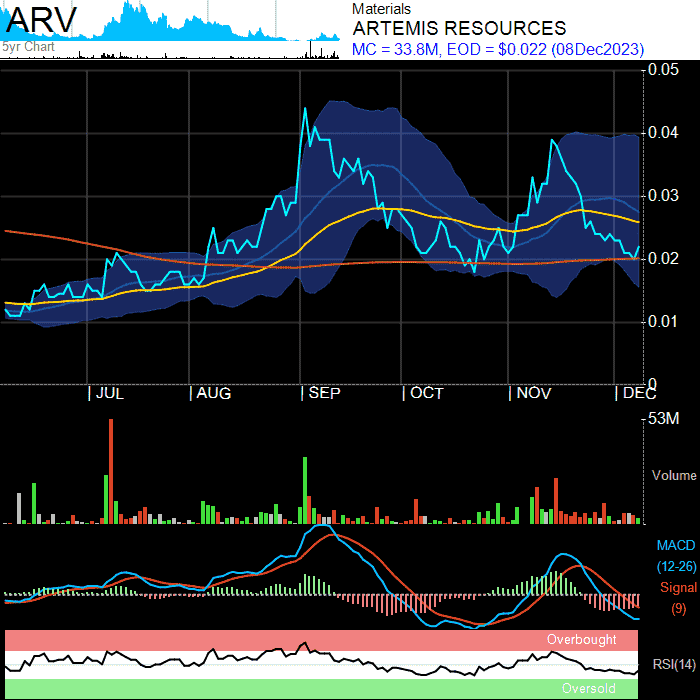 ARV
5yr Chart
Materials
ARTEMIS RESOURCES
MC = 33.8M, EOD = $0.022 (08Dec2023)
0.05
0.04
0.03
0.02
0.01
0
JUL AUG SEP OCT NOV DEC
53M
Volume
MACD
(12-26)
Signal
(9)
Overbought
RSI(14)
Oversold